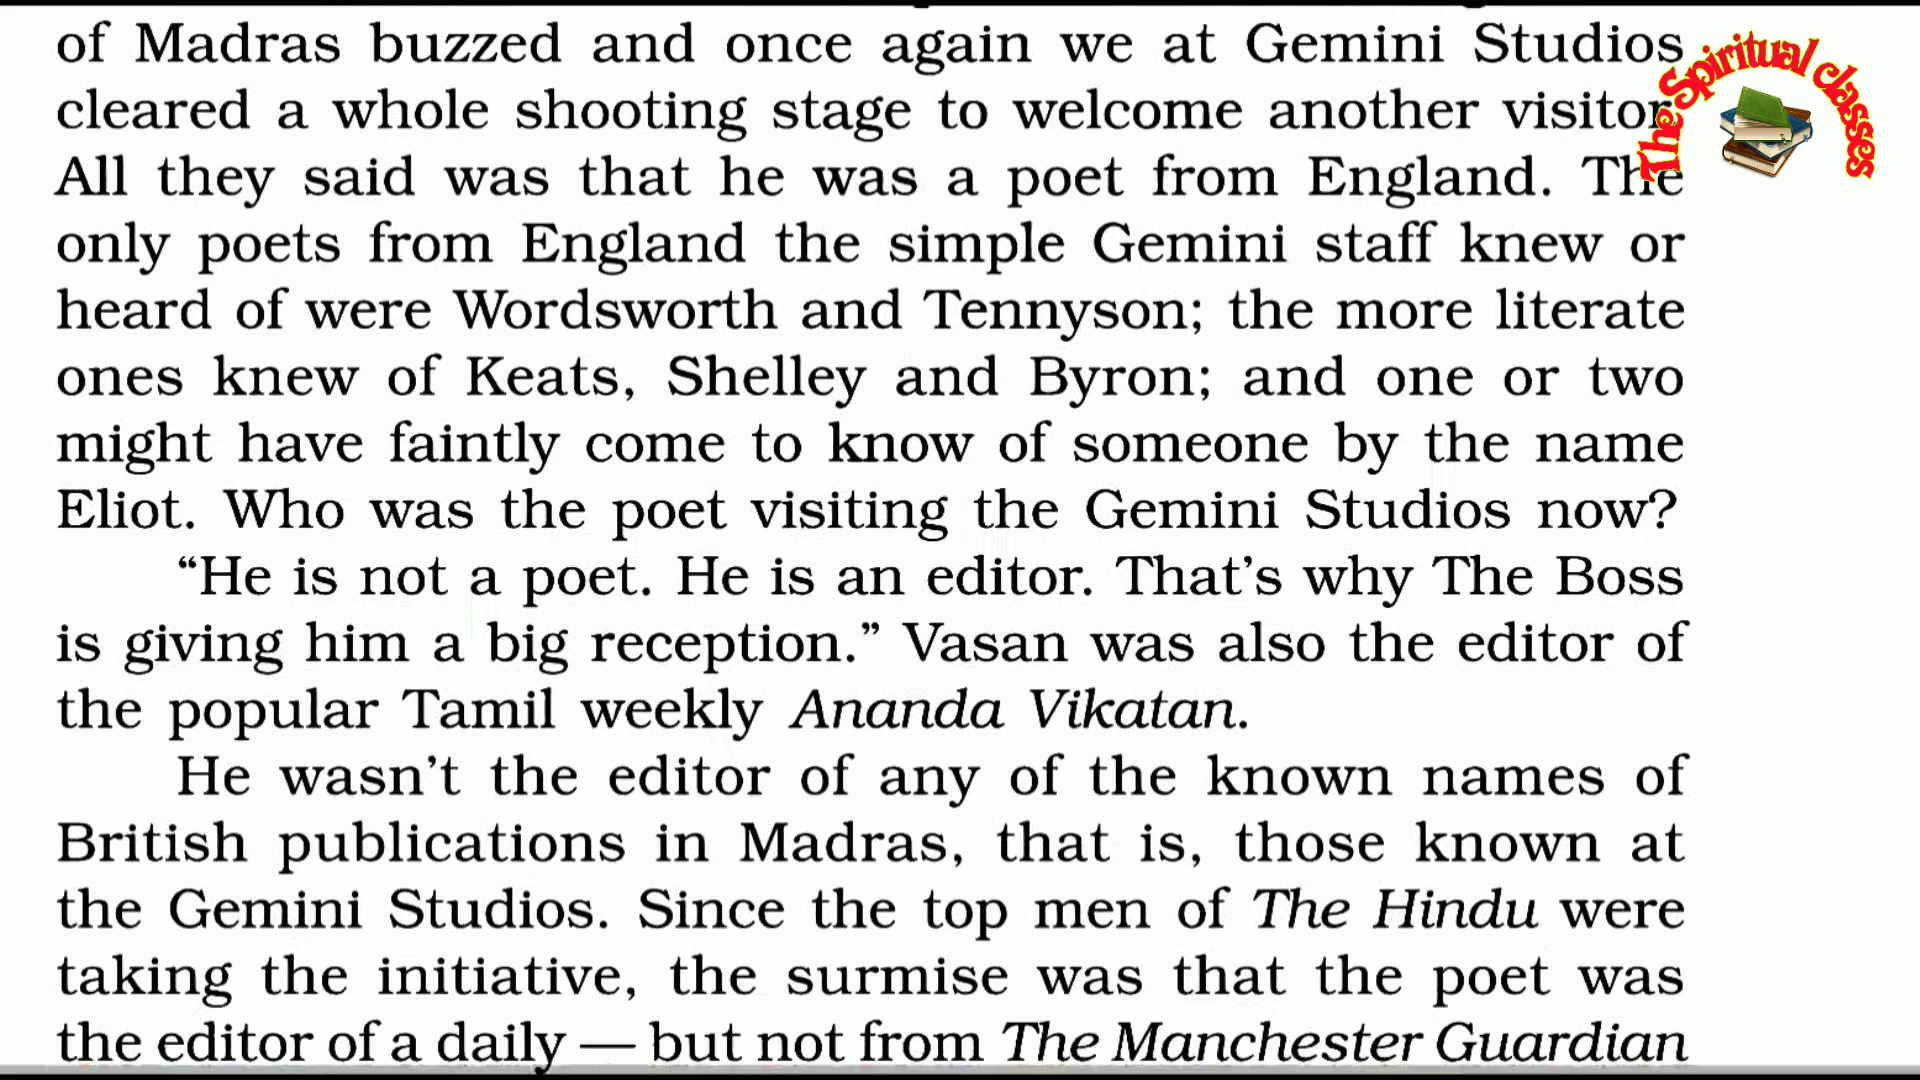 of Madras buzzed and once again we at Gemini Studios
cleared a whole shooting stage to welcome another visitor.
All they said was that he was a poet from England. The
only poets from England the simple Gemini staff knew or
heard of were Wordsworth and Tennyson; the more literate
ones knew of Keats, Shelley and Byron; and one or two
might have faintly come to know of someone by the name
Eliot. Who was the poet visiting the Gemini Studios now?
“He is not a poet. He is an editor. That’s why The Boss
is giving him a big reception.” Vasan was also the editor of
the popular Tamil weekly Ananda Vikatan.
He wasn’t the editor of any of the known names of
British publications in Madras, that is, those known at
the Gemini Studios. Since the top men of The Hindu were
taking the initiative, the surmise was that the poet was
the editor of a daily — but not from The Manchester Guardian
The Spiritual classes